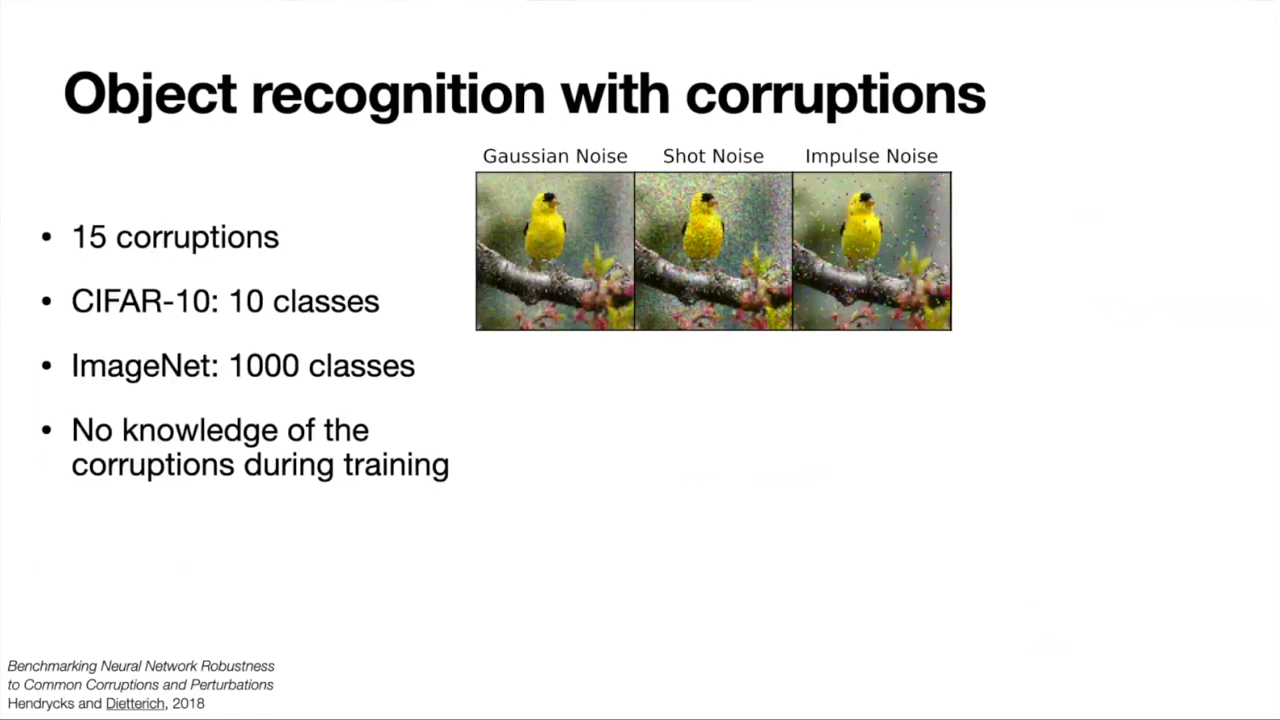 Object recognition with corruptions
Gaussian Noise Shot Noise Impulse Noise
• 15 corruptions
• CIFAR-10: 10 classes
• ImageNet: 1000 classes
• No knowledge of the
corruptions during training
Benchmarking Neural Network Robustness
to Common Corruptions and Perturbations
Hendrycks and Dietterich, 2018